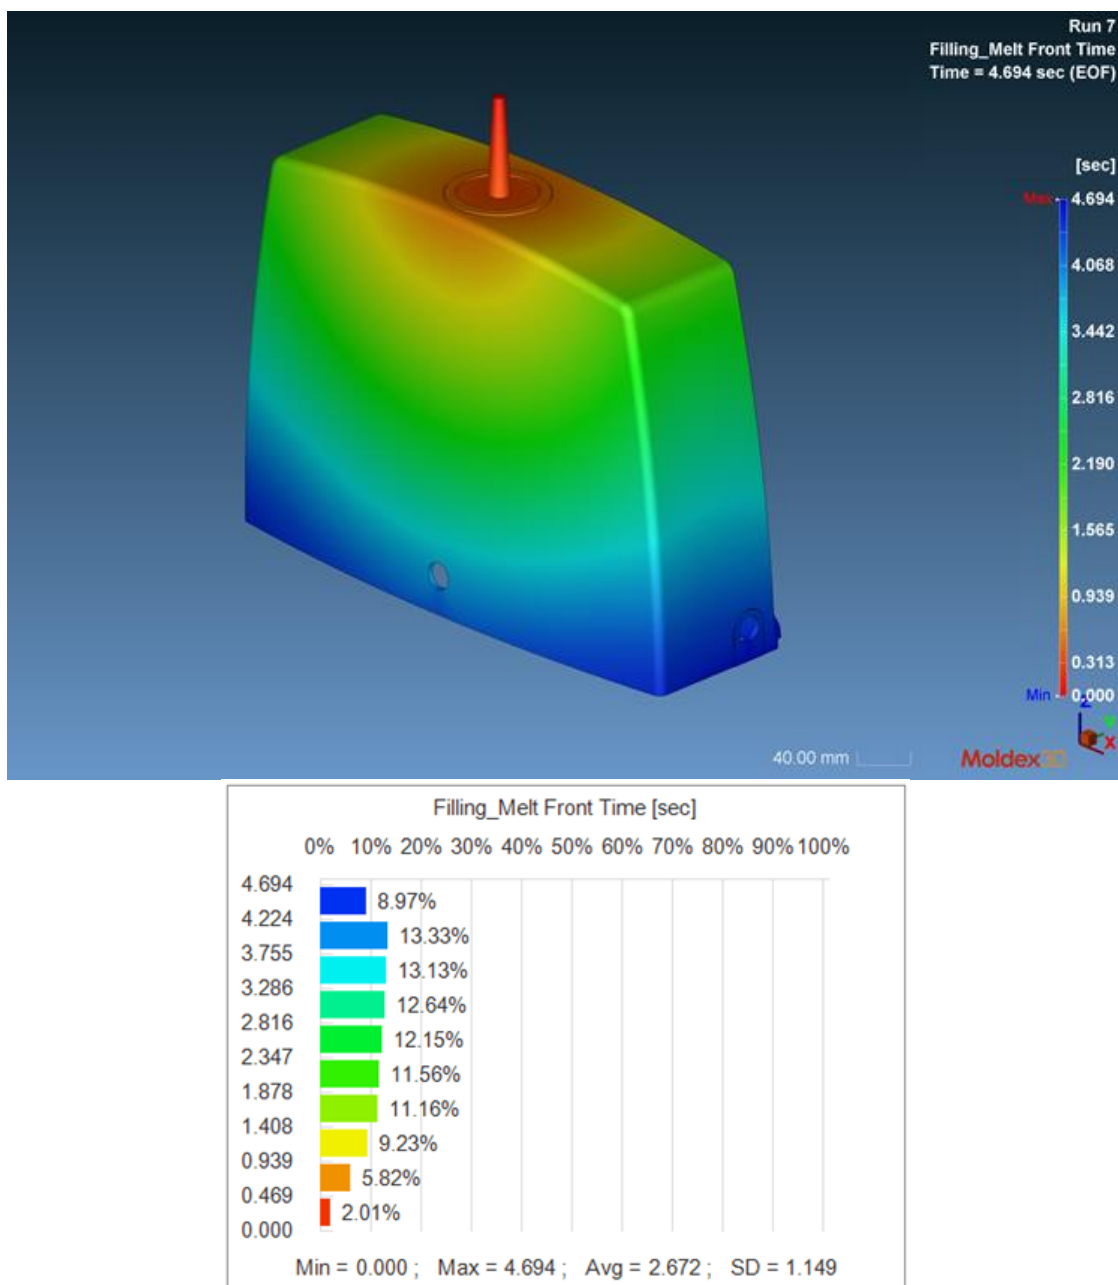 Run 7
Filling_Melt Front Time
Time = 4.694 sec (EOF)
[sec]
Max 4.694
4.068
3.442
2.816
2.190
1.565
0.939
0.313
Min 0.000
Z
Y
X
40.00 mm
Moldex3D
Filling_Melt Front Time [sec]
0% 10% 20% 30% 40% 50% 60% 70% 80% 90% 100%
4.694
8.97%
4.224
13.33%
3.755
13.13%
3.286
12.64%
2.816
12.15%
2.347
11.56%
1.878
11.16%
1.408
9.23%
0.939
5.82%
0.469
2.01%
0.000
Min = 0.000 ; Max = 4.694 ; Avg = 2.672 ; SD = 1.149